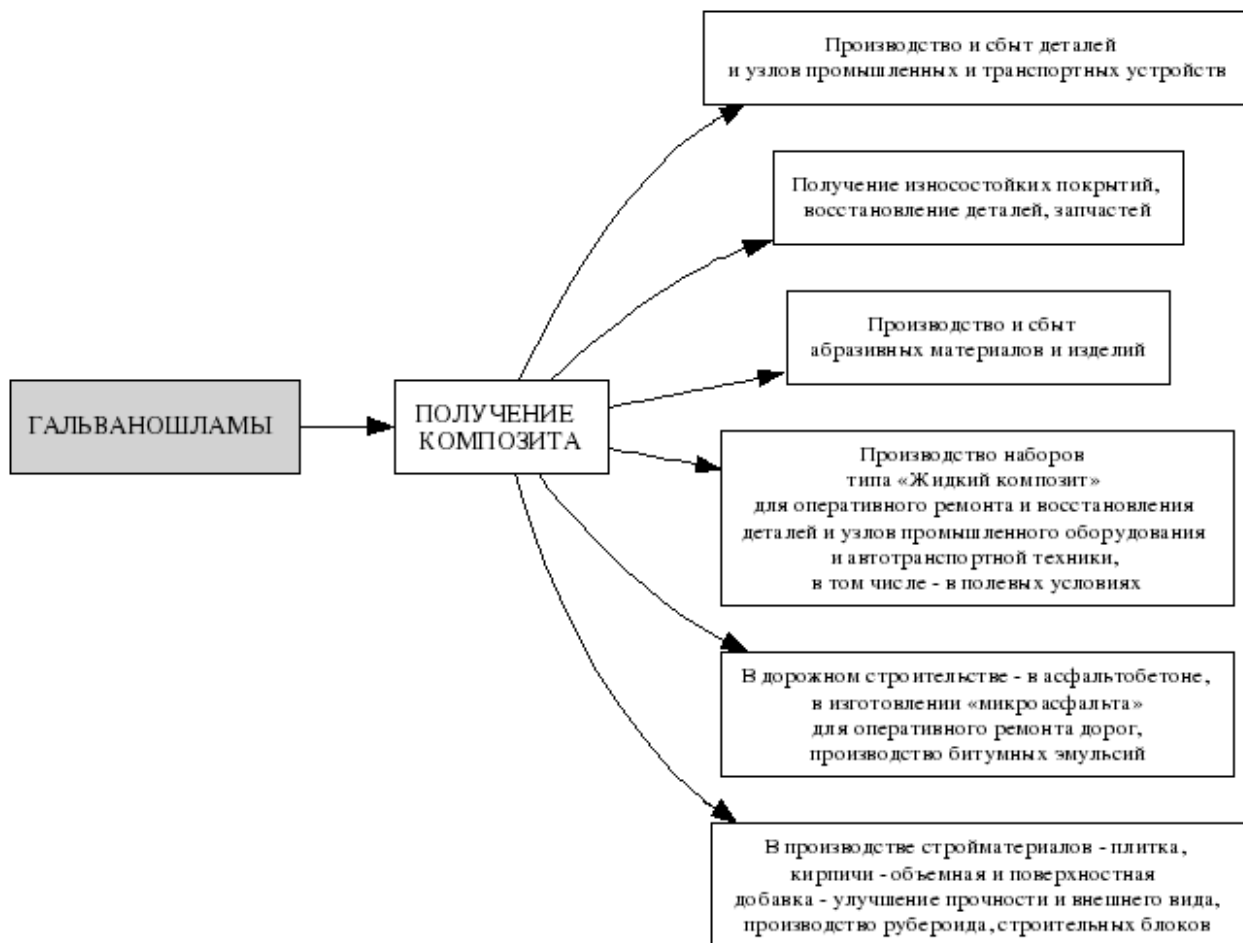 Производство и сбыт деталей
и узлов промышленных и транспортных устройств
Получение износостойких покрытий,
восстановление деталей, запчастей
Производство и сбыт
абразивных материалов и изделий
ГАЛЬВАНОШЛАМЫ
ПОЛУЧЕНИЕ
КОМПОЗИТА
Производство наборов
типа «Жидкий композит»
для оперативного ремонта и восстановления
деталей и узлов промышленного оборудования
и автотранспортной техники,
в том числе - в полевых условиях
В дорожном строительстве - в асфальтобетоне,
в изготовлении «микроасфальта»
для оперативного ремонта дорог,
производство битумных эмульсий
В производстве стройматериалов - плитка,
кирпичи - объемная и поверхностная
добавка - улучшение прочности и внешнего вида,
производство рубероида, строительных блоков